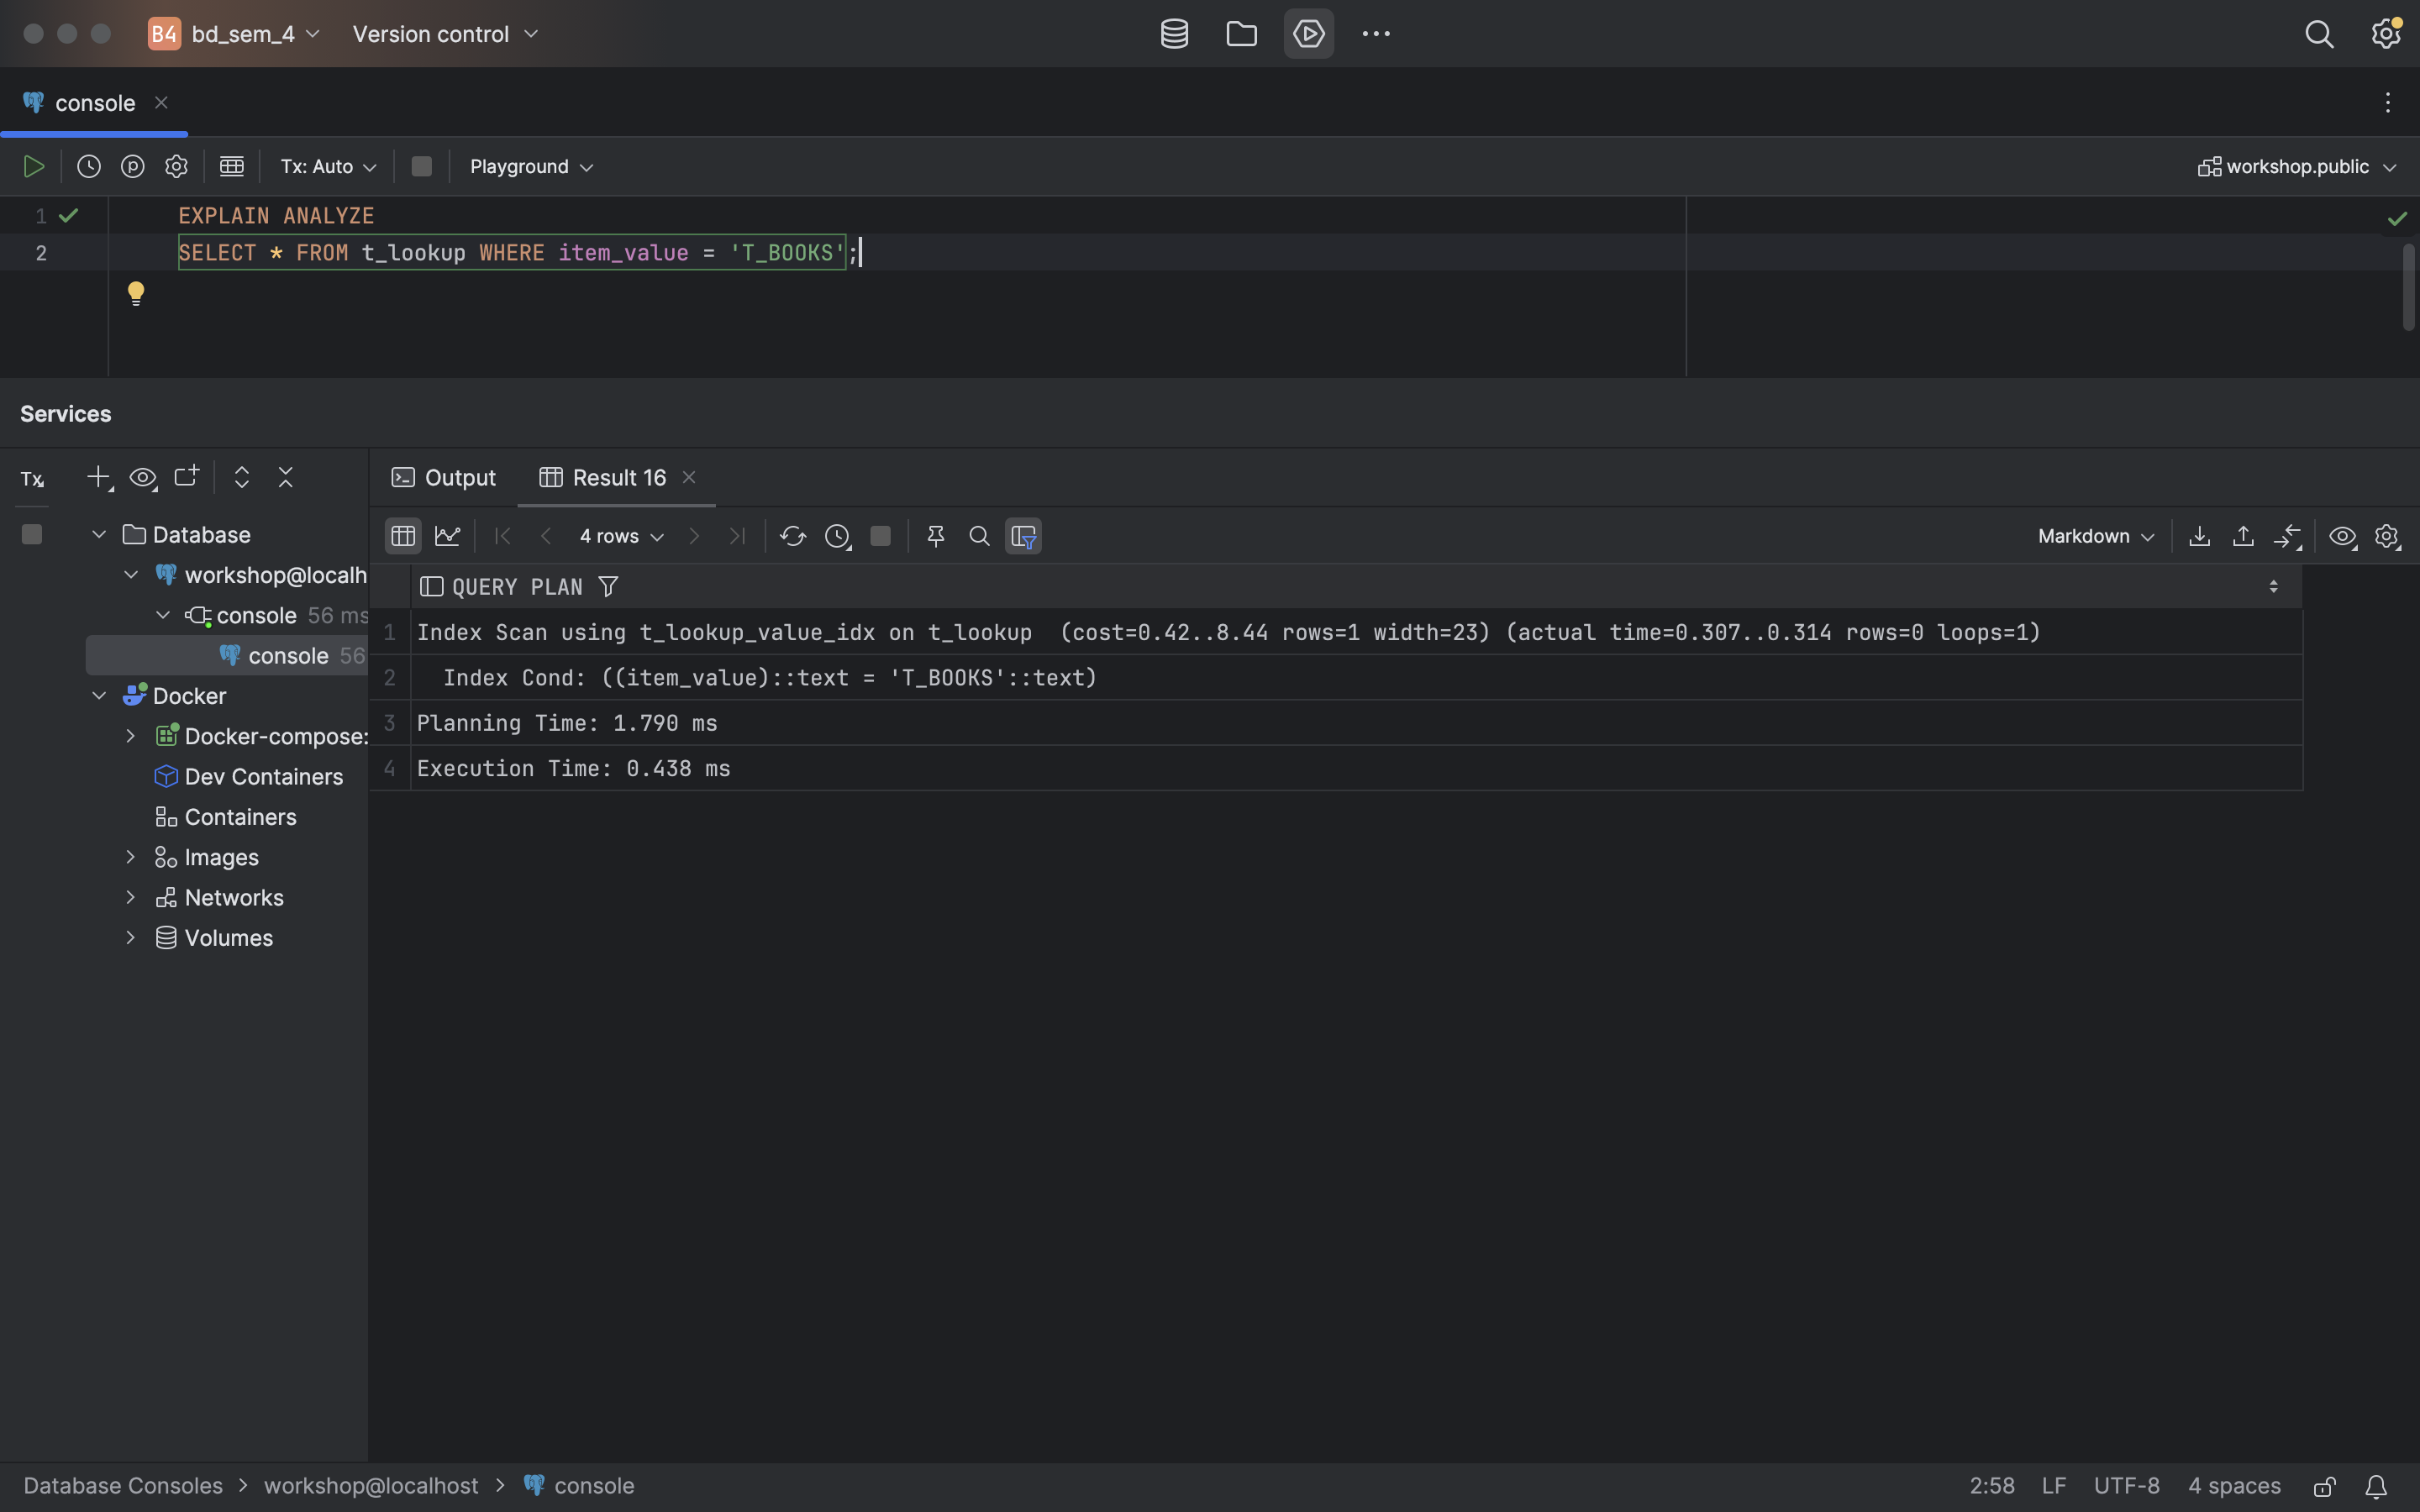 B4 bd_sem_4 Version control
console
Tx: Auto Playground workshop.public
1 EXPLAIN ANALYZE
2 SELECT * FROM t_lookup WHERE item_value = 'T_BOOKS';
Services
Tx
Output Result 16
4 rows Markdown
Database
workshop@localh
console 56 ms
console 56
Docker
Docker-compose:
Dev Containers
Containers
Images
Networks
Volumes
QUERY PLAN
1 Index Scan using t_lookup_value_idx on t_lookup  (cost=0.42..8.44 rows=1 width=23) (actual time=0.307..0.314 rows=0 loops=1)
2   Index Cond: ((item_value)::text = 'T_BOOKS'::text)
3 Planning Time: 1.790 ms
4 Execution Time: 0.438 ms
Database Consoles > workshop@localhost > console 2:58 LF UTF-8 4 spaces